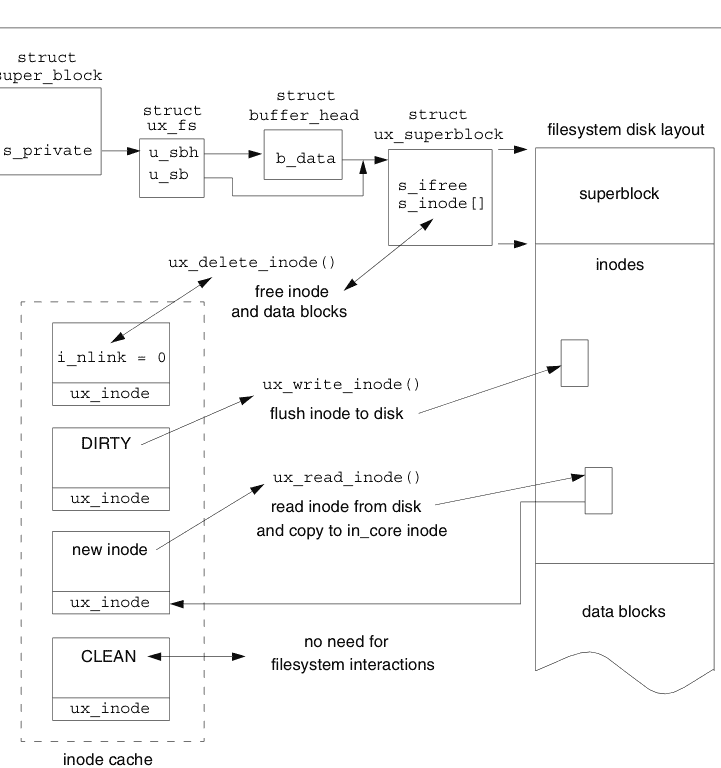 struct
super_block
s_private
struct
ux_fs
u_sbh
u_sb
struct
buffer_head
b_data
struct
ux_superblock
s_ifree
s_inode[]
filesystem disk layout
superblock
inodes
data blocks
ux_delete_inode()
free inode
and data blocks
i_nlink = 0
ux_inode
ux_write_inode()
flush inode to disk
DIRTY
ux_inode
ux_read_inode()
read inode from disk
and copy to in_core inode
new inode
ux_inode
CLEAN
ux_inode
no need for
filesystem interactions
inode cache